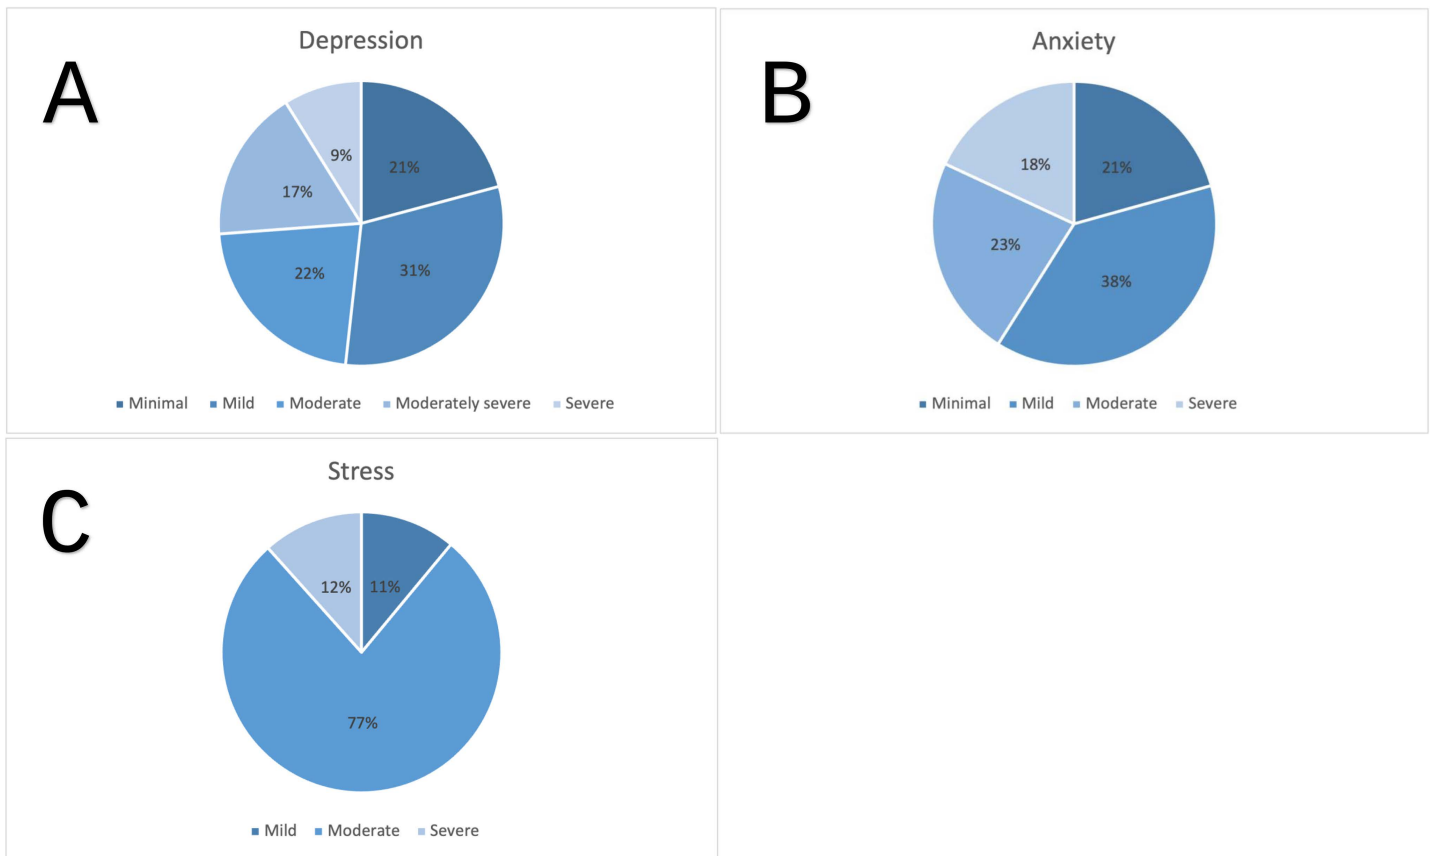 A
Depression
9%
21%
17%
22%
31%
Minimal Mild Moderate Moderately severe Severe
B
Anxiety
18%
21%
23%
38%
Minimal Mild Moderate Severe
C
Stress
12%
11%
77%
Mild Moderate Severe